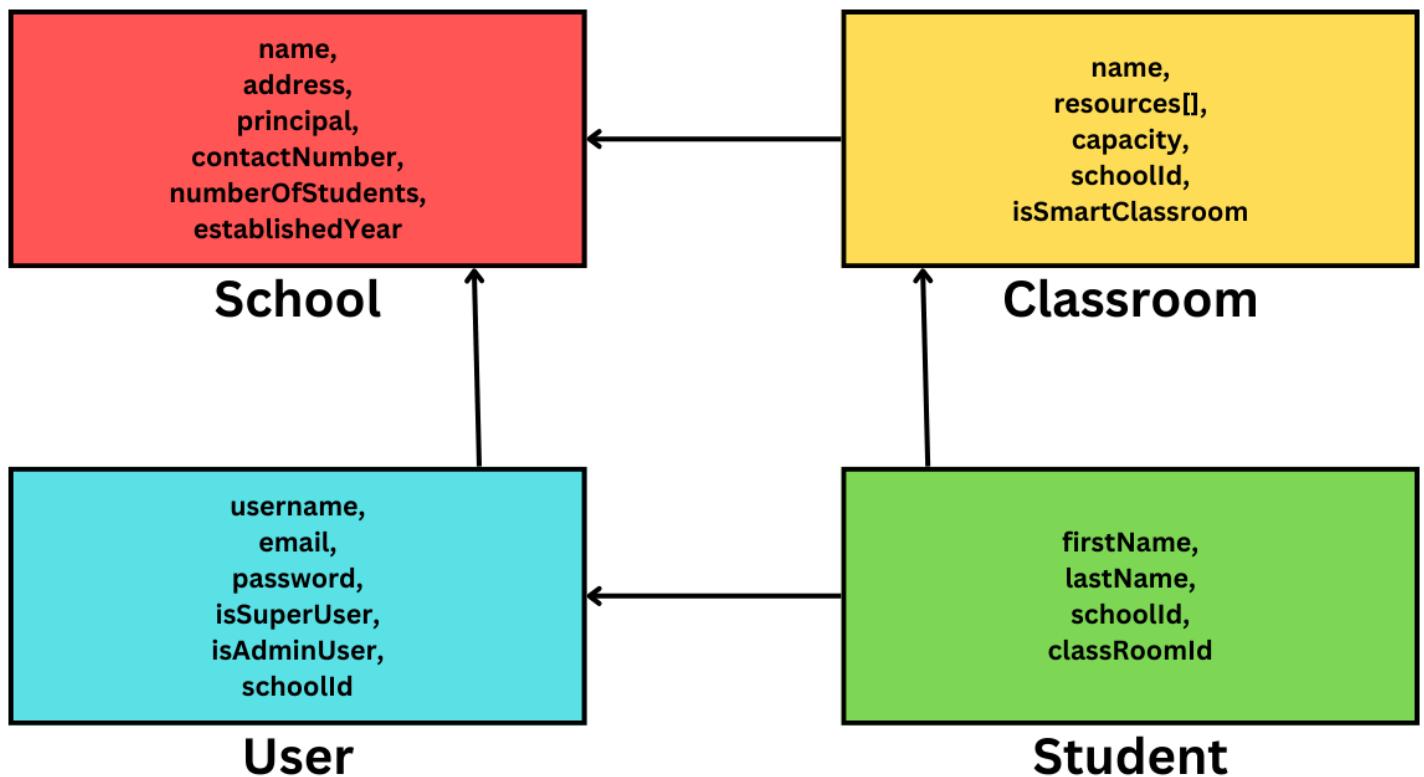 name,
address,
principal,
contactNumber,
numberOfStudents,
establishedYear
School
name,
resources[],
capacity,
schoolId,
isSmartClassroom
Classroom
username,
email,
password,
isSuperUser,
isAdminUser,
schoolId
User
firstName,
lastName,
schoolId,
classRoomId
Student